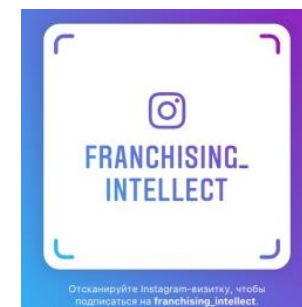 FRANCHISING_
INTELLECT
Отсканируйте Instagram-визитку, чтобы
подписаться на franchising_intellect.